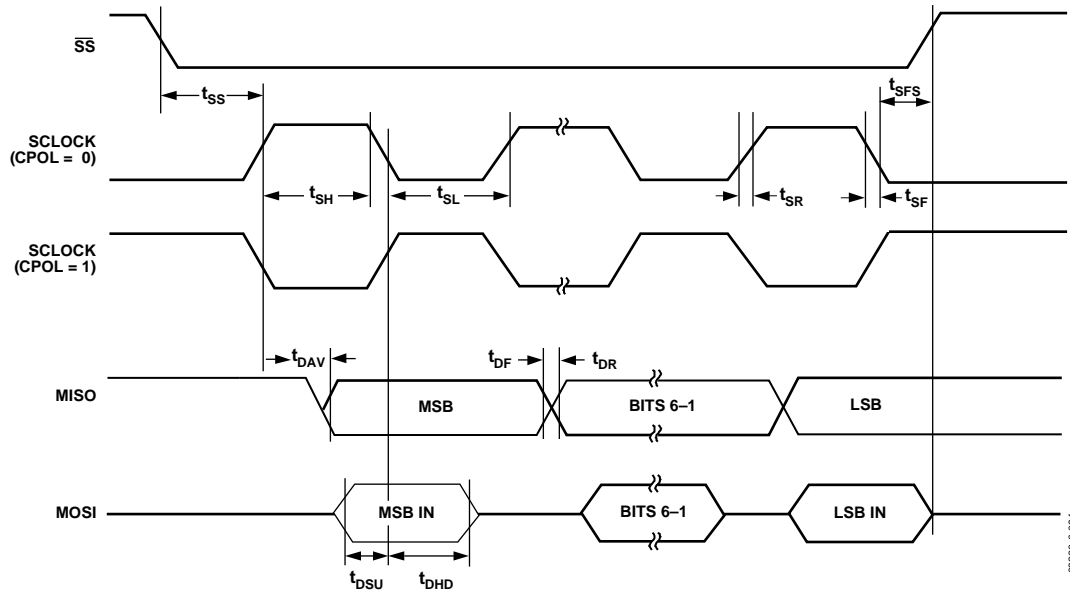 SS
tSS
tSFS
SCLOCK
(CPOL = 0)
tSH
tSL
tSR
tSF
SCLOCK
(CPOL = 1)
tDAV
tDF
tDR
MISO
MSB
BITS 6–1
LSB
MOSI
MSB IN
BITS 6–1
LSB IN
tDSU
tDHD